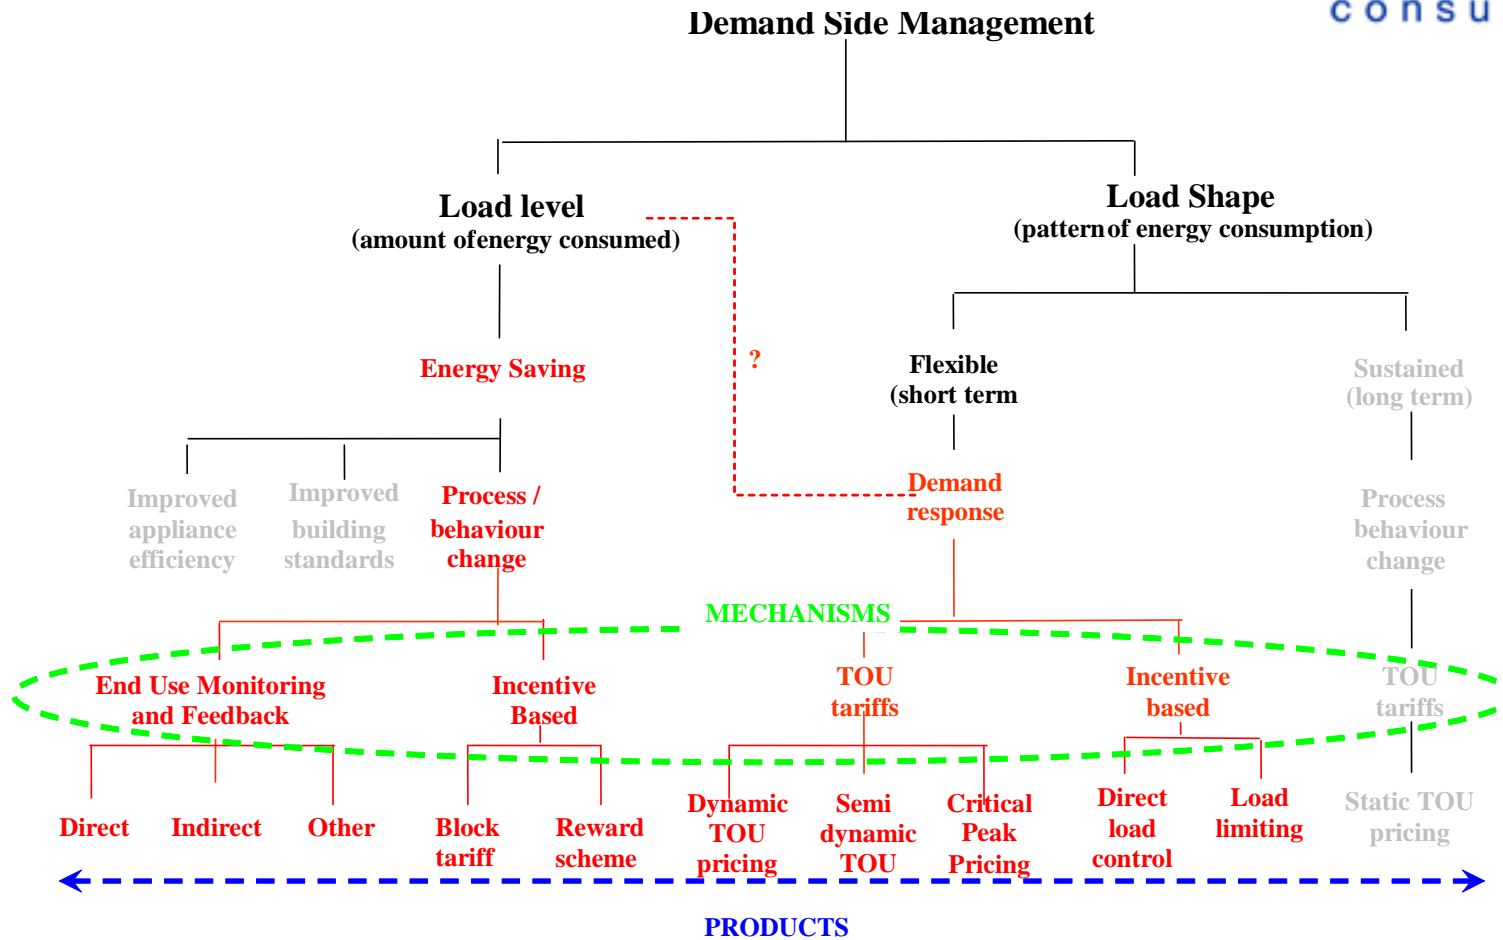 consu
Demand Side Management
Load level
(amount of energy consumed)
Load Shape
(pattern of energy consumption)
Energy Saving
?
Flexible
(short term
Sustained
(long term)
Improved
appliance
efficiency
Improved
building
standards
Process /
behaviour
change
Demand
response
Process
behaviour
change
MECHANISMS
End Use Monitoring
and Feedback
Incentive
Based
TOU
tariffs
Incentive
based
TOU
tariffs
Direct
Indirect
Other
Block
tariff
Reward
scheme
Dynamic
TOU
pricing
Semi
dynamic
TOU
Critical
Peak
Pricing
Direct
load
control
Load
limiting
Static TOU
pricing
PRODUCTS